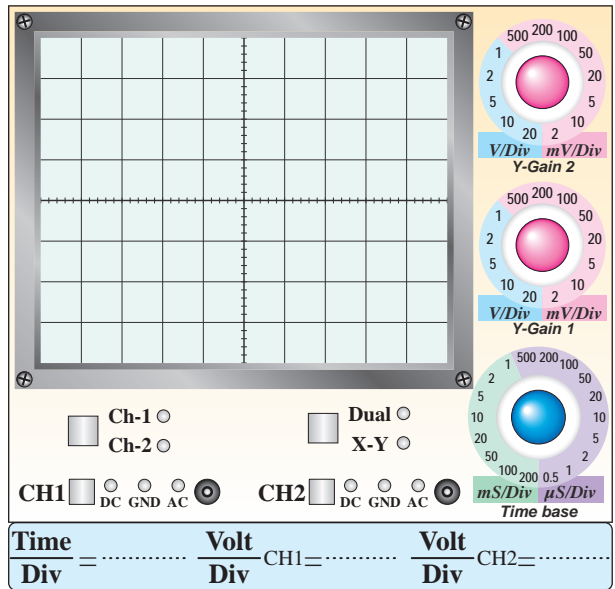 500 200 100
1 50
2 20
5 5
10 10
20 2
V/Div mV/Div
Y-Gain 2
500 200 100
1 50
2 20
5 5
10 10
20 2
V/Div mV/Div
Y-Gain 1
1 500 200 100
2 50
5 20
10 10
20 5
50 2
100 200 0.5 1
mS/Div µS/Div
Time base
Ch-1
Ch-2
Dual
X-Y
CH1 DC GND AC
CH2 DC GND AC
Time
Div = ............
Volt
Div CH1= ............
Volt
Div CH2= ............